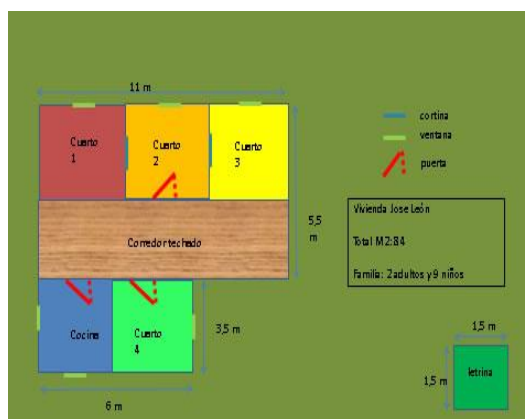 11 m
Cuarto
1
Cuarto
2
Cuarto
3
cortina
ventana
puerta
Vivienda Jose León
Total M2:84
Familia: 2adultos y 9 niños
5,5
m
Corredor techado
Cocina
Cuarto
4
3,5 m
6 m
1,5 m
1,5 m
letrina